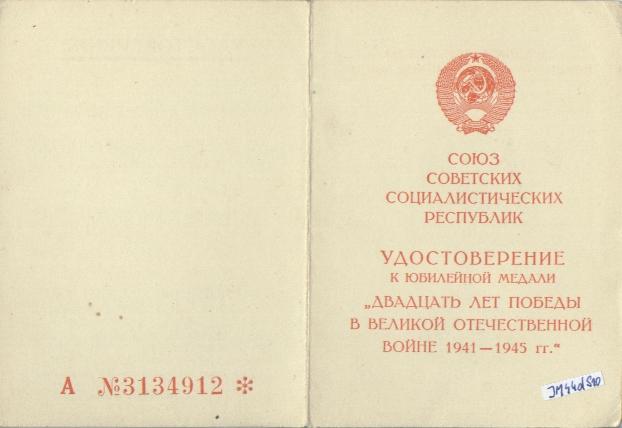 А №3134912 *
СОЮЗ
СОВЕТСКИХ
СОЦИАЛИСТИЧЕСКИХ
РЕСПУБЛИК
УДОСТОВЕРЕНИЕ
К ЮБИЛЕЙНОЙ МЕДАЛИ
„ДВАДЦАТЬ ЛЕТ ПОБЕДЫ
В ВЕЛИКОЙ ОТЕЧЕСТВЕННОЙ
ВОЙНЕ 1941—1945 гг.“